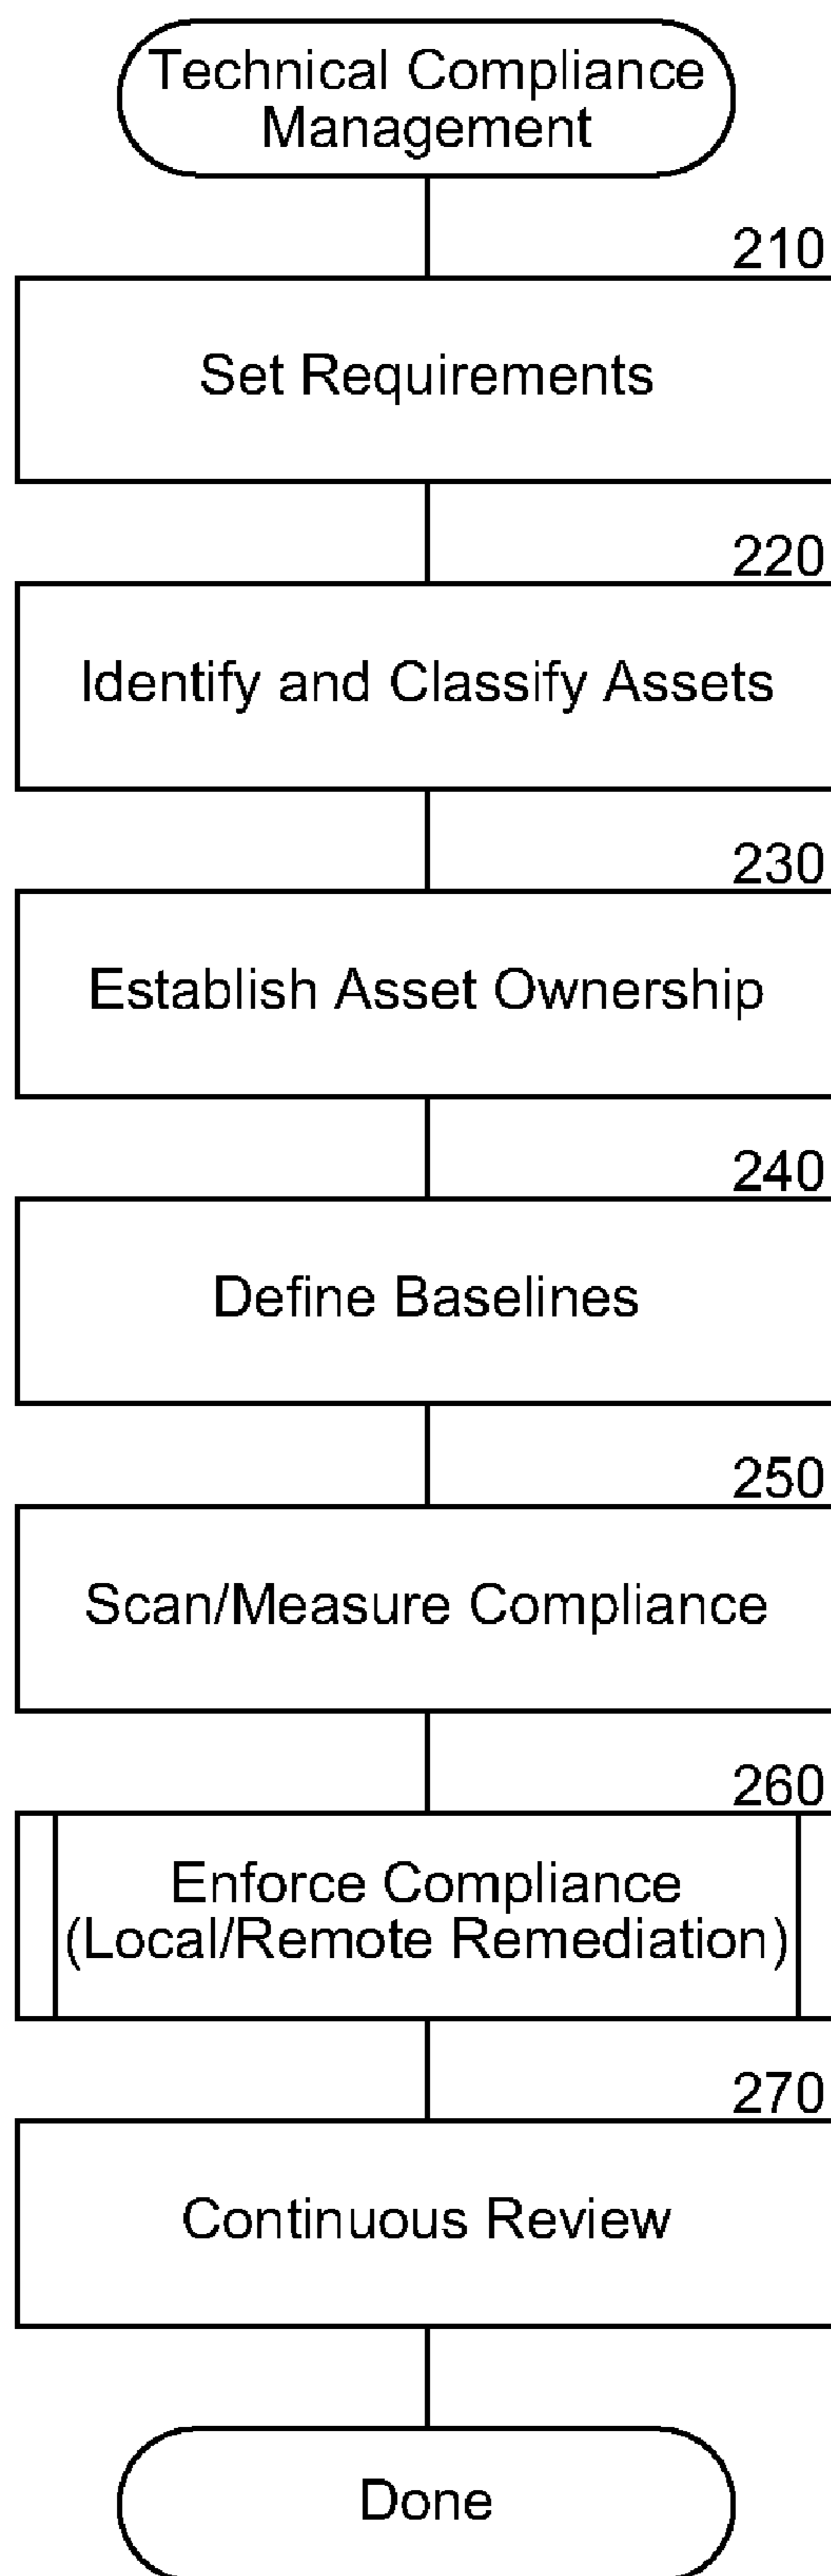 Technical Compliance
Management
210
Set Requirements
220
Identify and Classify Assets
230
Establish Asset Ownership
240
Define Baselines
250
Scan/Measure Compliance
260
Enforce Compliance
(Local/Remote Remediation)
270
Continuous Review
Done